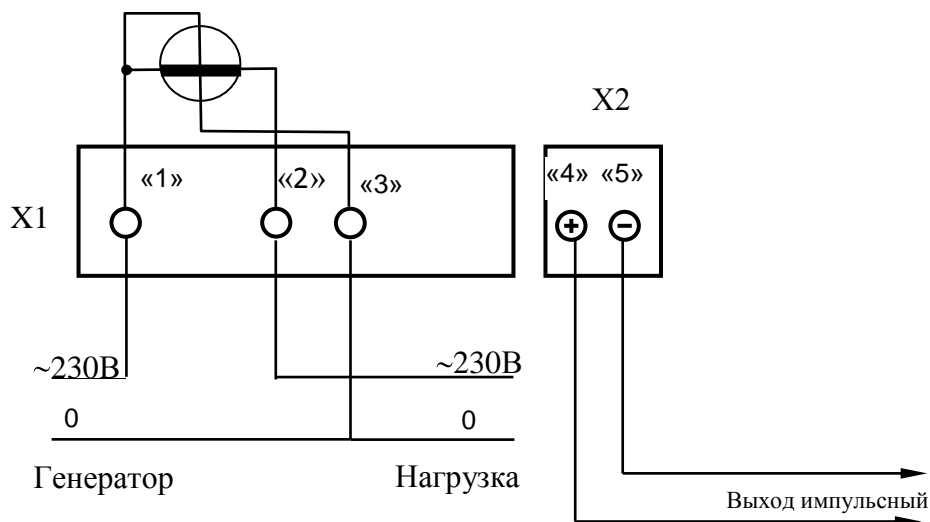 X2
«1» «2» «3» «4» «5»
X1
+ −
~230В ~230В
0 0
Генератор Нагрузка
Выход импульсный